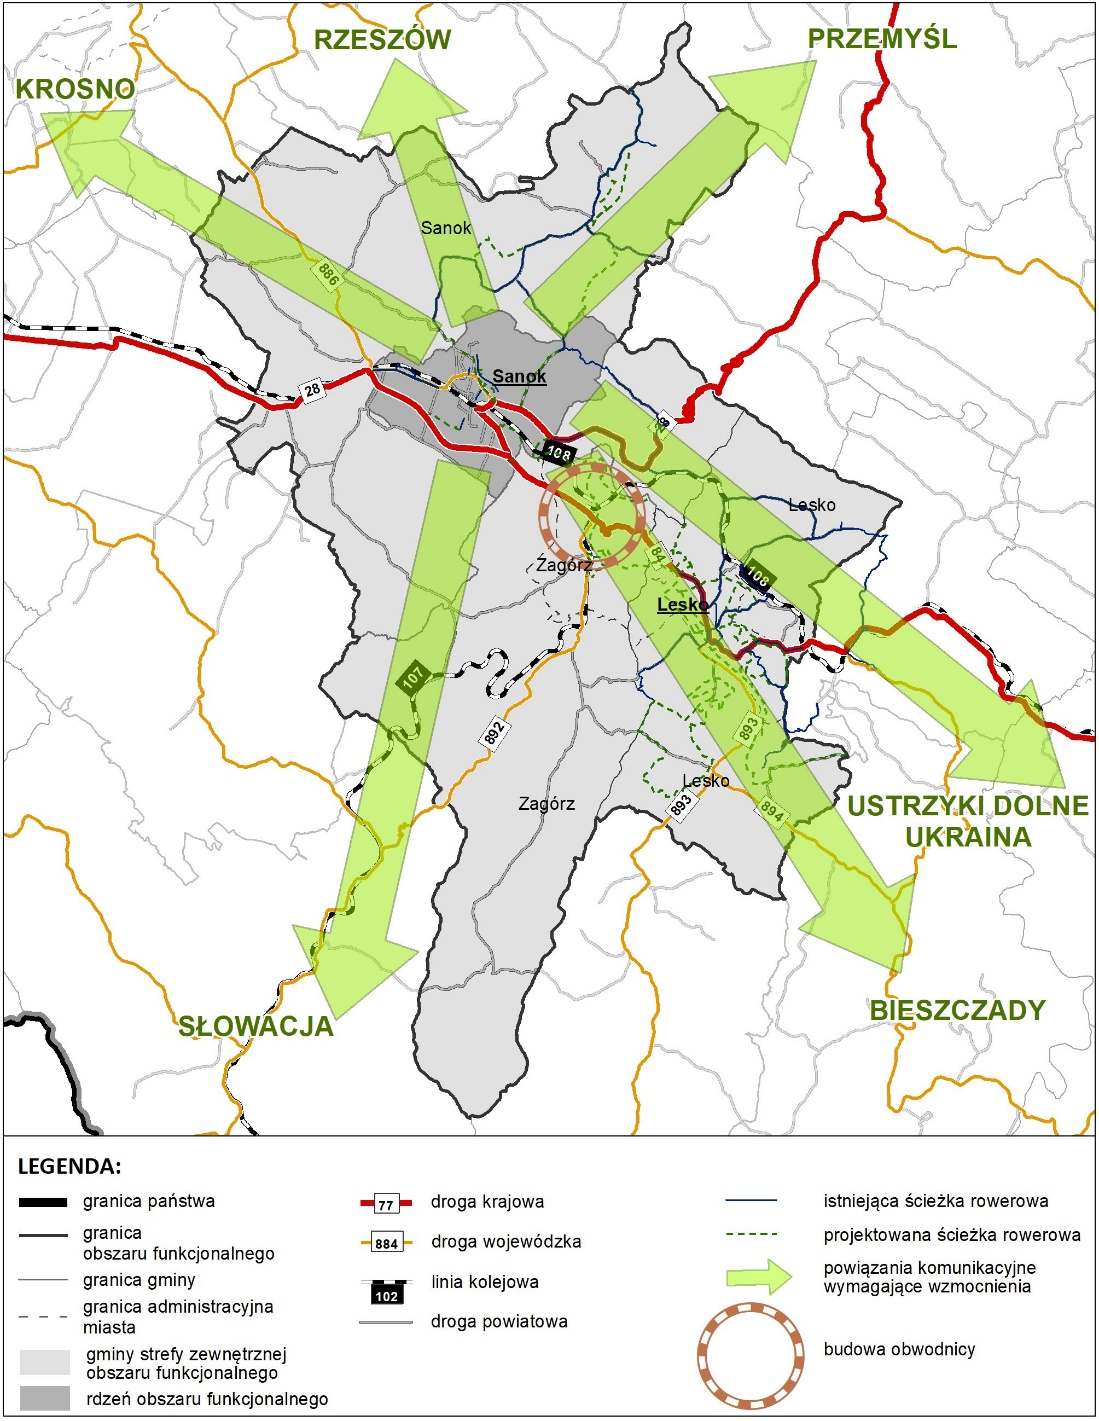 RZESZÓW
PRZEMYŚL
KROSNO
Sanok
886
28
Sanok
28
108
Lesko
84
Zagórz
108
Lesko
107
892
893
Lesko
893
894
Zagórz
USTRZYKI DOLNE
UKRAINA
BIESZCZADY
SŁOWACJA
LEGENDA:
granica państwa
granica
obszaru funkcjonalnego
granica gminy
granica administracyjna
miasta
gminy strefy zewnętrznej
obszaru funkcjonalnego
rdzeń obszaru funkcjonalnego
77
droga krajowa
884
droga wojewódzka
linia kolejowa
102
droga powiatowa
istniejąca ścieżka rowerowa
projektowana ścieżka rowerowa
powiązania komunikacyjne
wymagające wzmocnienia
budowa obwodnicy